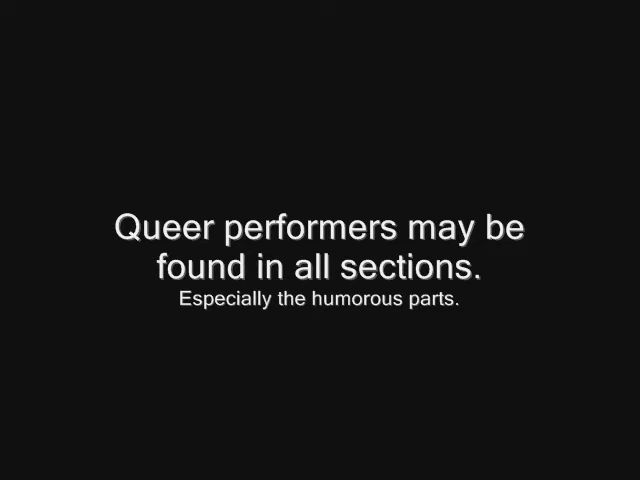 Queer performers may be
found in all sections.
Especially the humorous parts.